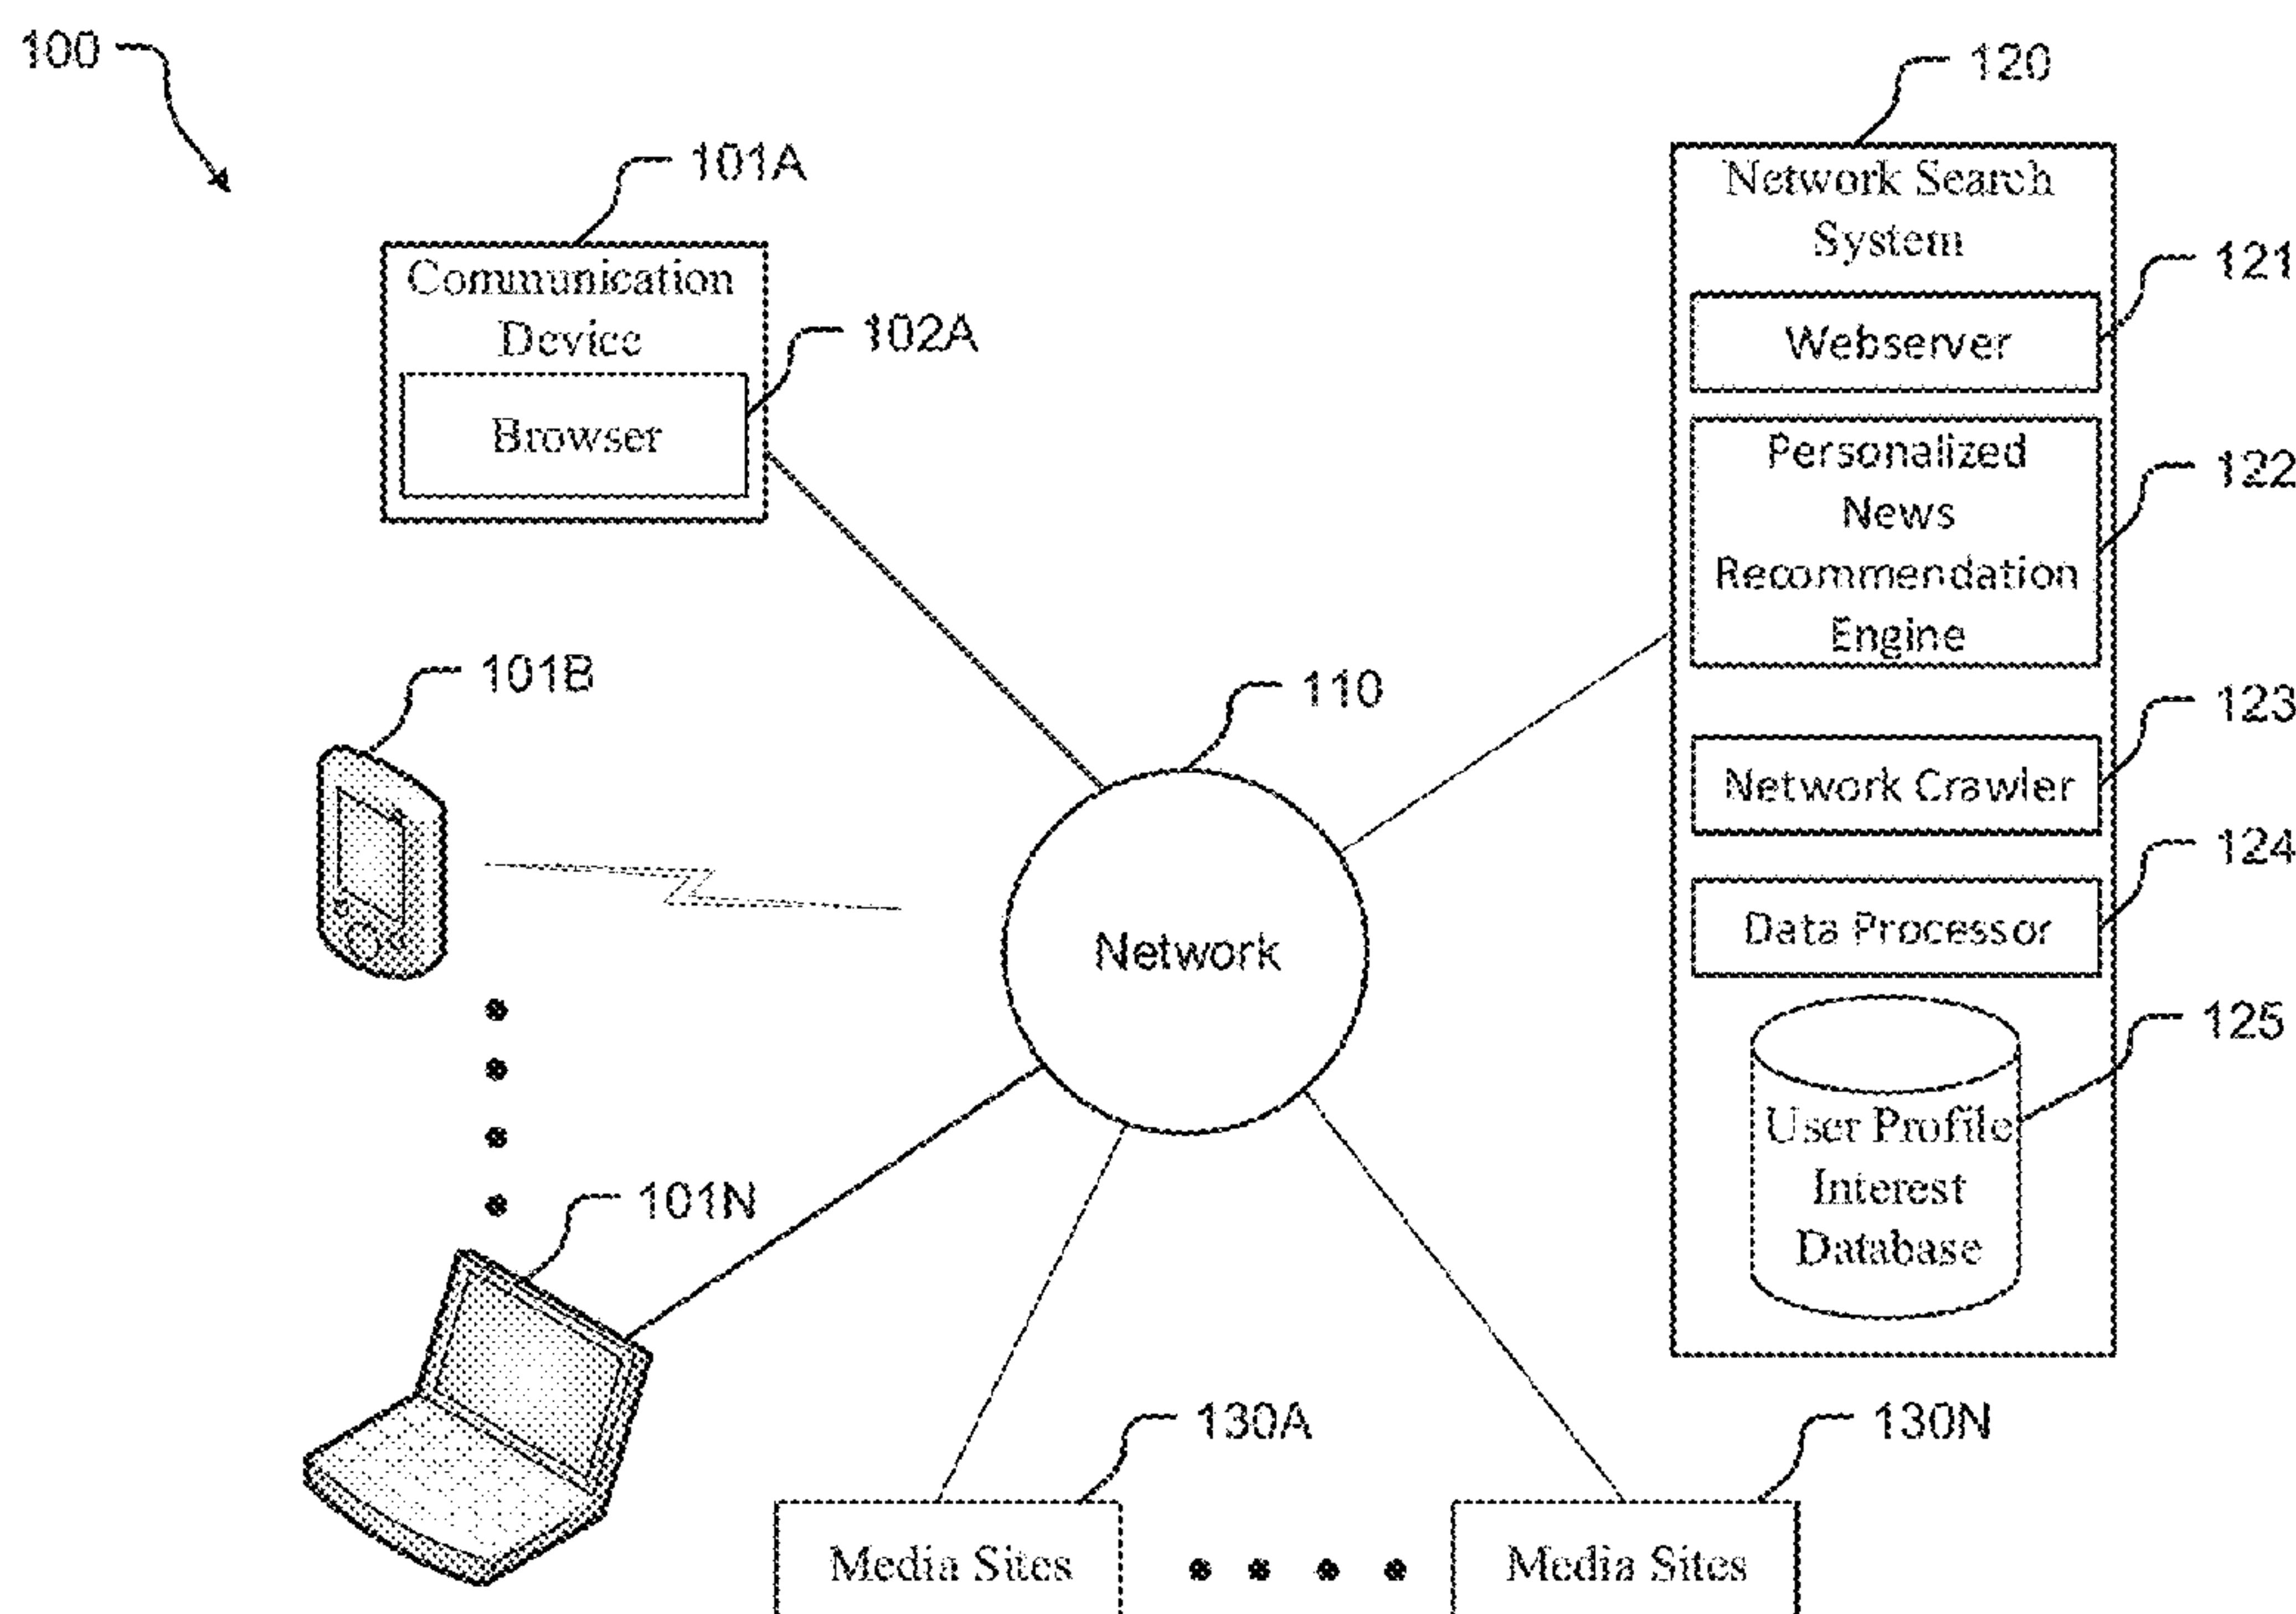 100
120
101A
Network Search
System
121
Communication
Device
102A
Webserver
Browser
Personalized
News
Recommendation
Engine
122
101B
110
123
Network Crawler
124
Data Processor
Network
125
User Profile
Interest
Database
101N
130A
130N
Media Sites
Media Sites